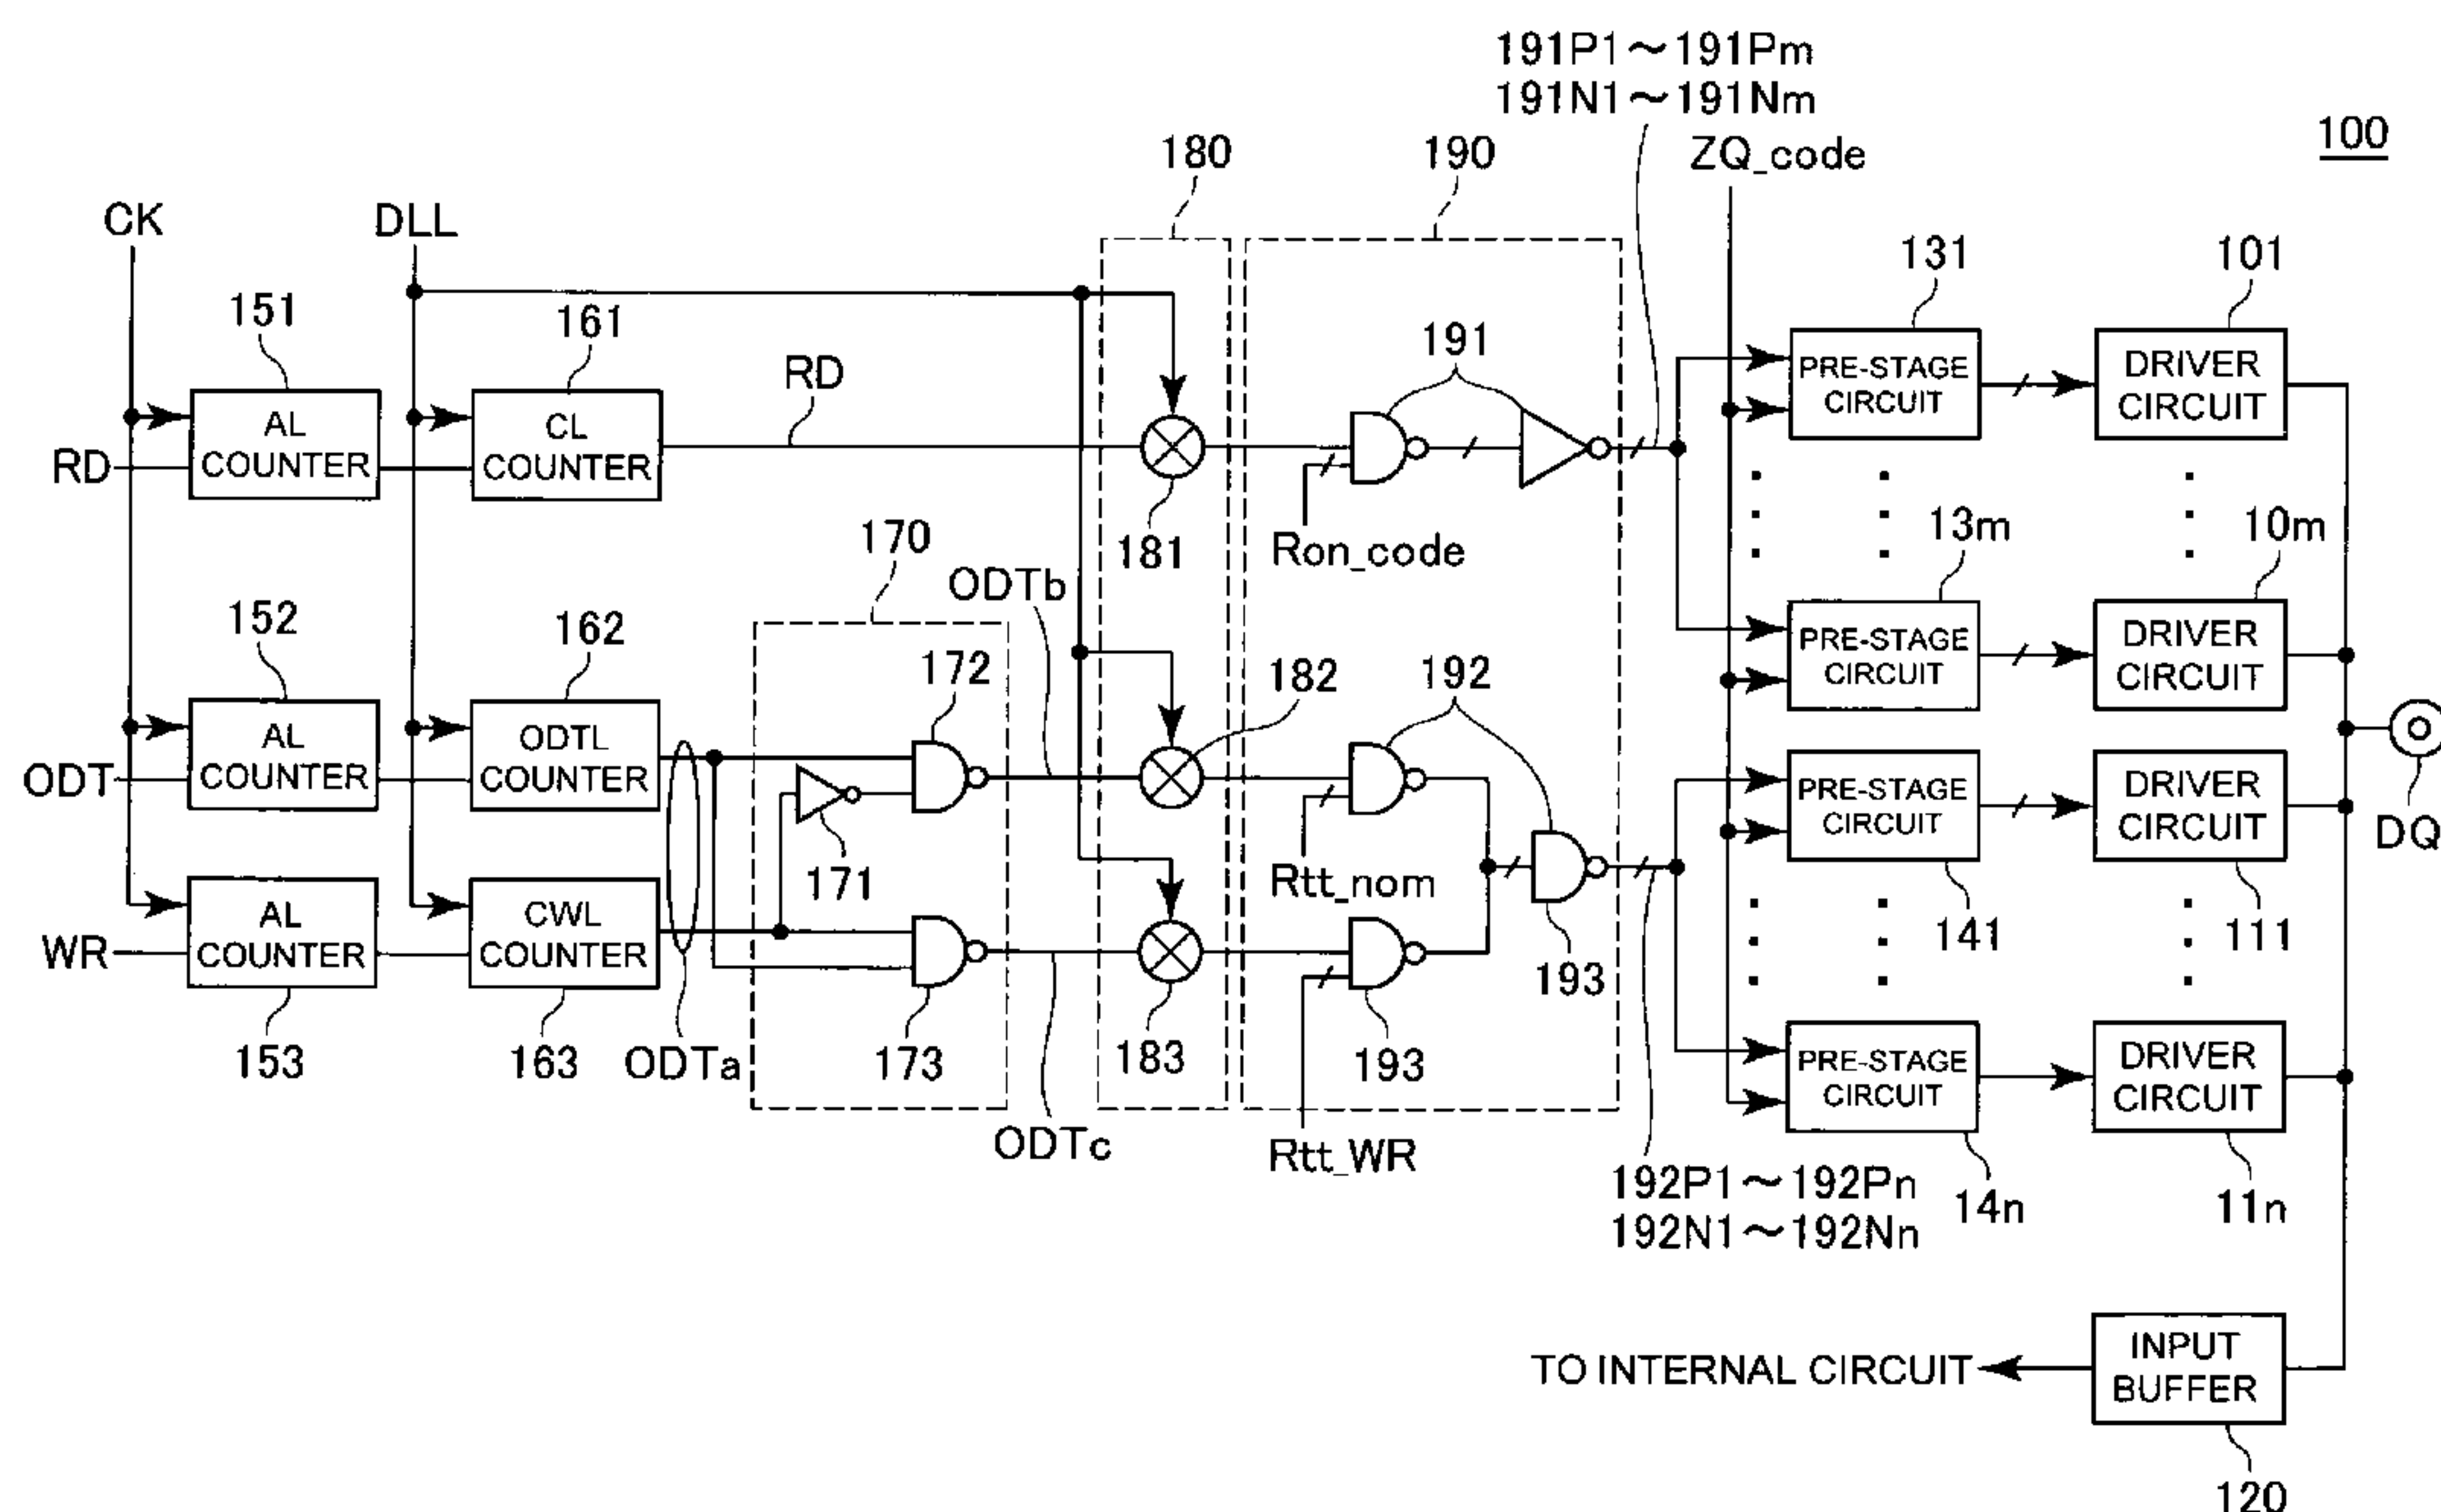 191P1～191Pm
191N1～191Nm
100
180
190
ZQ_code
CK
DLL
131
101
151
161
191
RD
PRE-STAGE
CIRCUIT
DRIVER
CIRCUIT
AL
COUNTER
CL
COUNTER
RD
170
ODTb
181
Ron_code
13m
10m
152
162
172
182
192
PRE-STAGE
CIRCUIT
DRIVER
CIRCUIT
AL
COUNTER
ODTL
COUNTER
ODT
PRE-STAGE
CIRCUIT
DRIVER
CIRCUIT
DQ
171
Rtt_nom
AL
COUNTER
CWL
COUNTER
WR
193
141
111
153
163
ODTa
173
183
193
PRE-STAGE
CIRCUIT
DRIVER
CIRCUIT
ODTc
Rtt_WR
192P1～192Pn
192N1～192Nn
14n
11n
TO INTERNAL CIRCUIT
INPUT
BUFFER
120